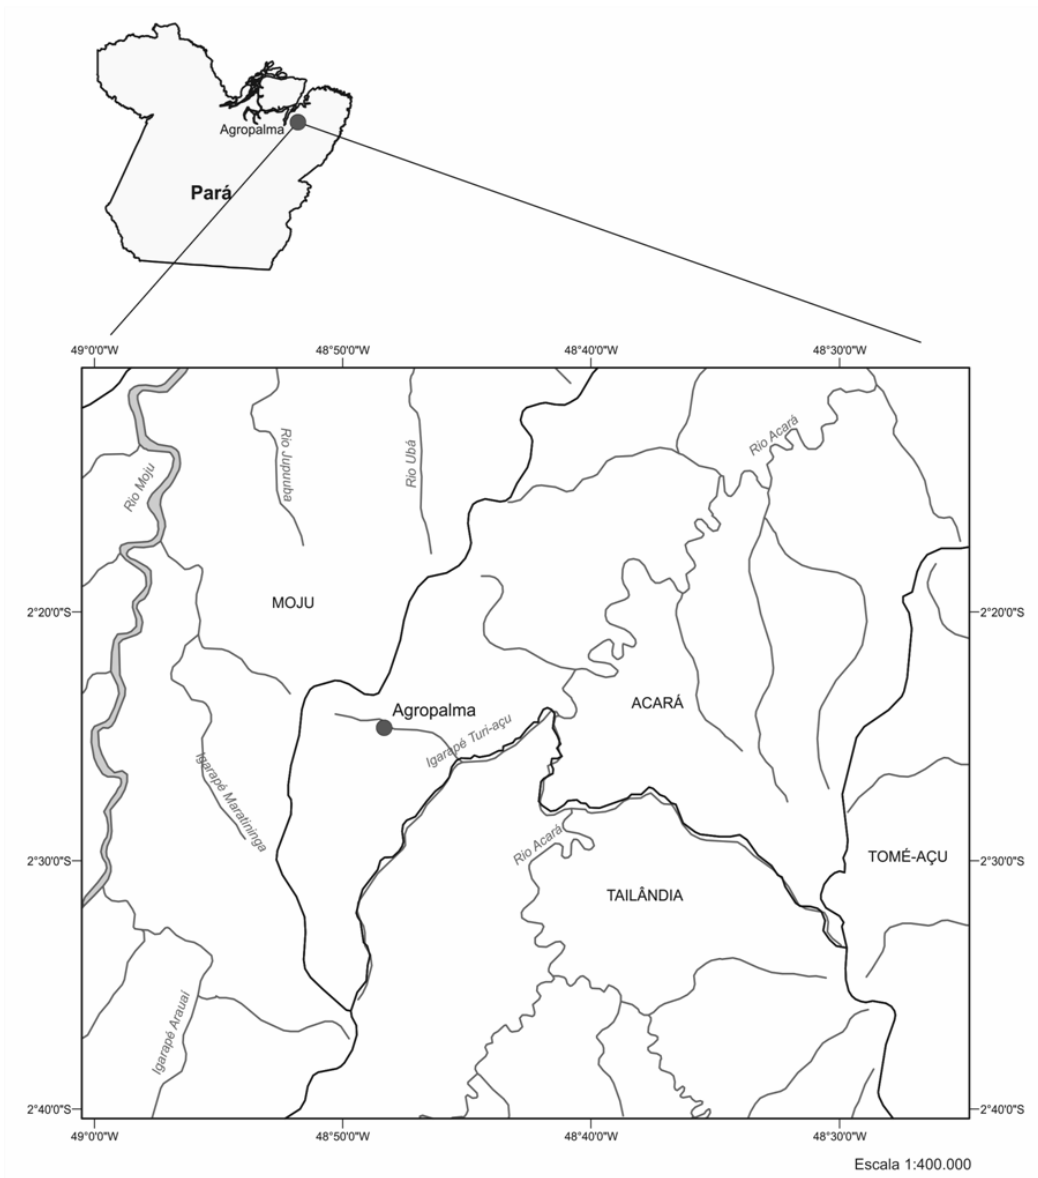 Agropalma
Pará
49°0'0"W
48°50'0"W
48°40'0"W
48°30'0"W
Rio Acará
Rio Jupuuba
Rio Ubá
Rio Moju
MOJU
2°20'0"S
2°20'0"S
ACARÁ
Agropalma
Igarapé Turi-açu
Igarapé Maratininga
Rio Acará
2°30'0"S
TOMÉ-AÇU
2°30'0"S
TAILÂNDIA
Igarapé Arauaí
2°40'0"S
2°40'0"S
49°0'0"W
48°50'0"W
48°40'0"W
48°30'0"W
Escala 1:400.000